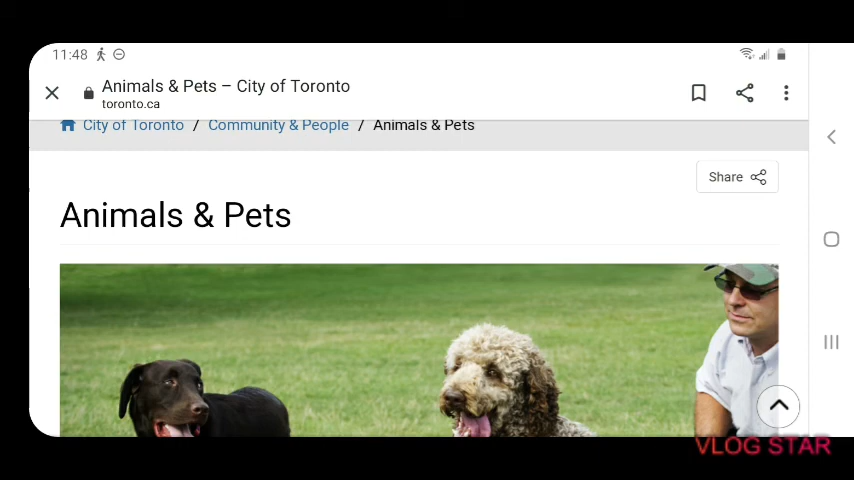 11:48
Animals & Pets – City of Toronto
toronto.ca
City of Toronto / Community & People / Animals & Pets
Share
Animals & Pets
VLOG STAR